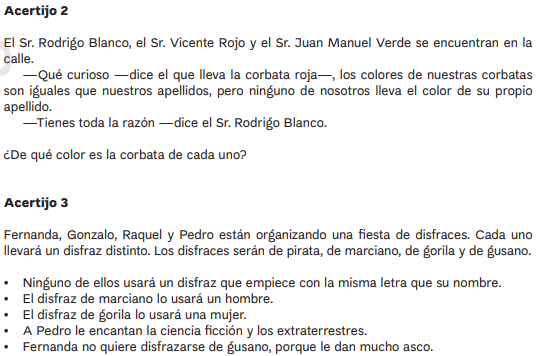 Acertijo 2
El Sr. Rodrigo Blanco, el Sr. Vicente Rojo y el Sr. Juan Manuel Verde se encuentran en la
calle.
—Qué curioso —dice el que lleva la corbata roja—, los colores de nuestras corbatas
son iguales que nuestros apellidos, pero ninguno de nosotros lleva el color de su propio
apellido.
—Tienes toda la razón —dice el Sr. Rodrigo Blanco.
¿De qué color es la corbata de cada uno?
Acertijo 3
Fernanda, Gonzalo, Raquel y Pedro están organizando una fiesta de disfraces. Cada uno
llevará un disfraz distinto. Los disfraces serán de pirata, de marciano, de gorila y de gusano.
• Ninguno de ellos usará un disfraz que empiece con la misma letra que su nombre.
• El disfraz de marciano lo usará un hombre.
• El disfraz de gorila lo usará una mujer.
• A Pedro le encantan la ciencia ficción y los extraterrestres.
• Fernanda no quiere disfrazarse de gusano, porque le dan mucho asco.